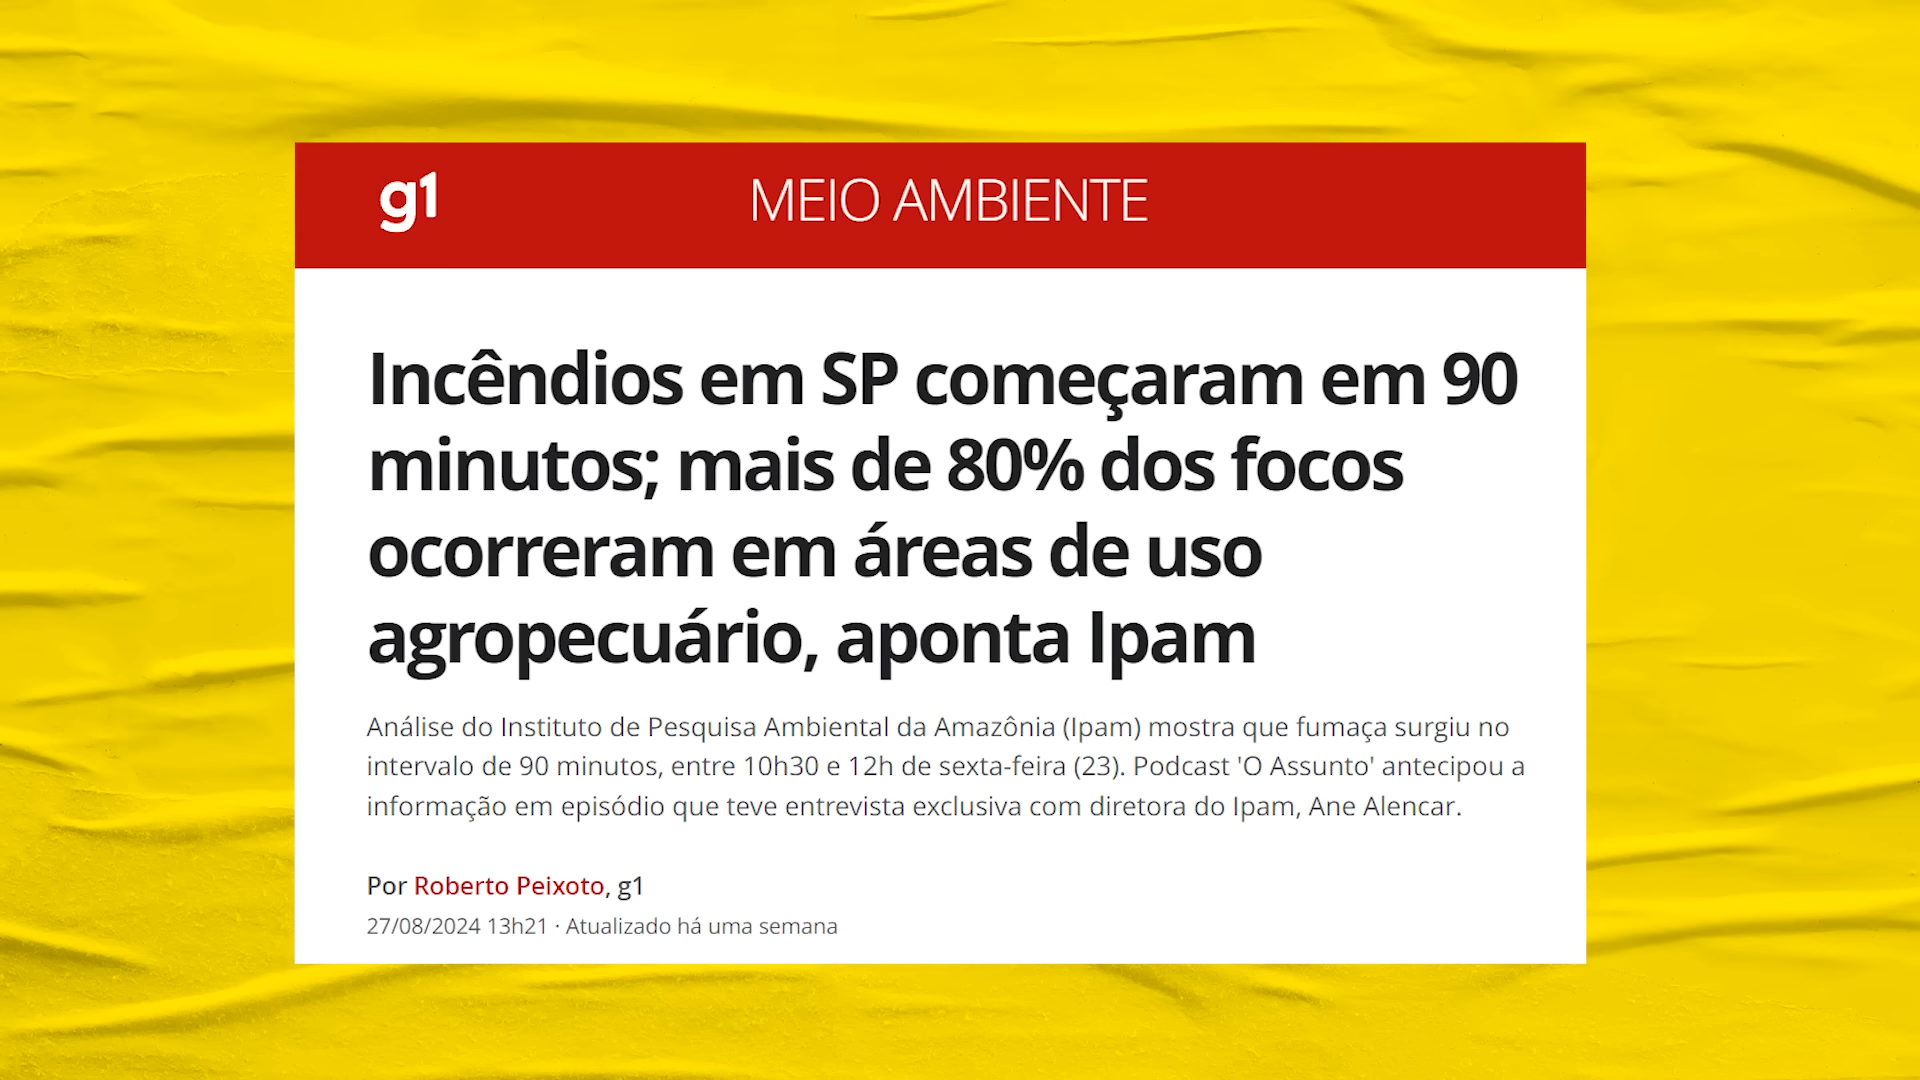 g1
MEIO AMBIENTE
Incêndios em SP começaram em 90
minutos; mais de 80% dos focos
ocorreram em áreas de uso
agropecuário, aponta Ipam
Análise do Instituto de Pesquisa Ambiental da Amazônia (Ipam) mostra que fumaça surgiu no
intervalo de 90 minutos, entre 10h30 e 12h de sexta-feira (23). Podcast 'O Assunto' antecipou a
informação em episódio que teve entrevista exclusiva com diretora do Ipam, Ane Alencar.
Por Roberto Peixoto, g1
27/08/2024 13h21 · Atualizado há uma semana